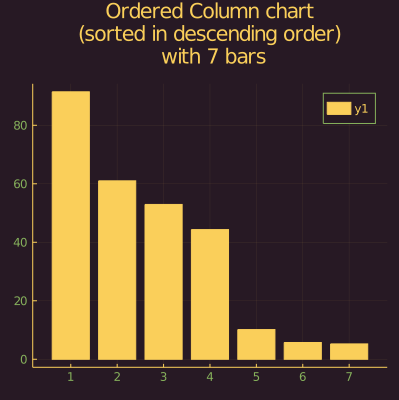 Ordered Column chart
(sorted in descending order)
with 7 bars
y1
80
60
40
20
0
1 2 3 4 5 6 7